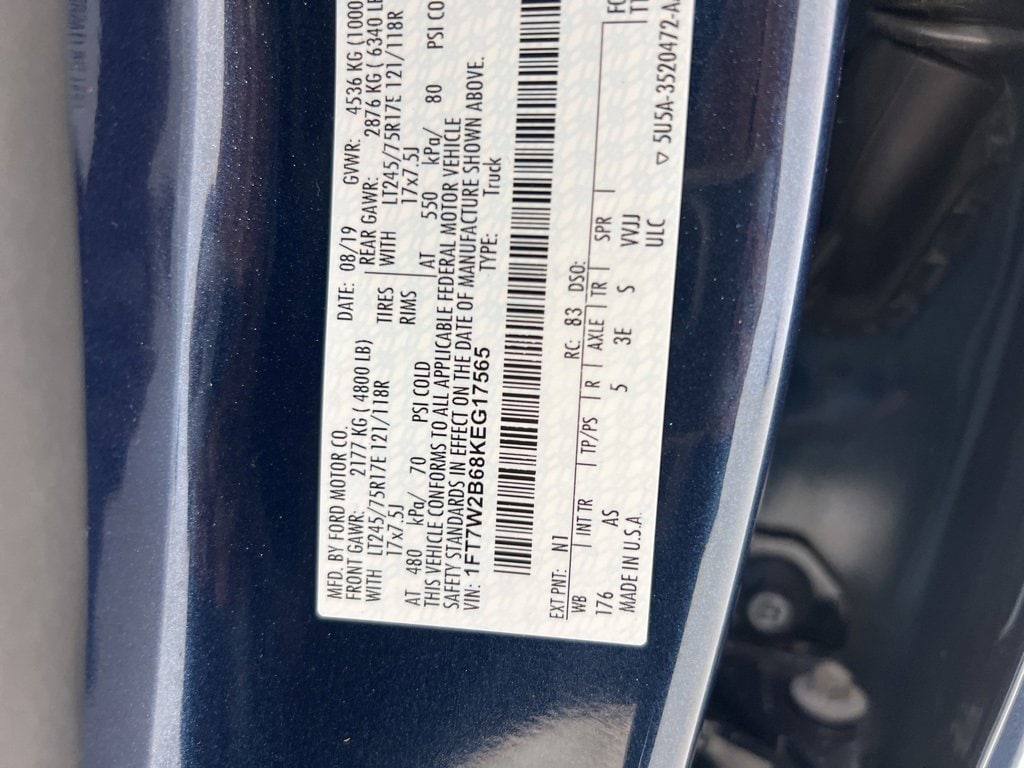 MFD. BY FORD MOTOR CO.
DATE: 08/19 GVWR: 4536 KG (1000
FRONT GAWR: 2177 KG ( 4800 LB) REAR GAWR: 2876 KG ( 6340 LB
WITH LT245/75R17E 121/118R TIRES WITH LT245/75R17E 121/118R
17x7.5J RIMS 17x7.5J
AT 480 kPa/ 70 PSI COLD AT 550 kPa/ 80 PSI CO
THIS VEHICLE CONFORMS TO ALL APPLICABLE FEDERAL MOTOR VEHICLE
SAFETY STANDARDS IN EFFECT ON THE DATE OF MANUFACTURE SHOWN ABOVE.
VIN: 1FT7W2B68KEG17565 TYPE: Truck
EXT PNT: N1 RC: 83 DSO:
WB INT TR TP/PS R AXLE TR SPR
176 AS 5 3E S VVJJ
MADE IN U.S.A. ULC
5U5A-3520472-A